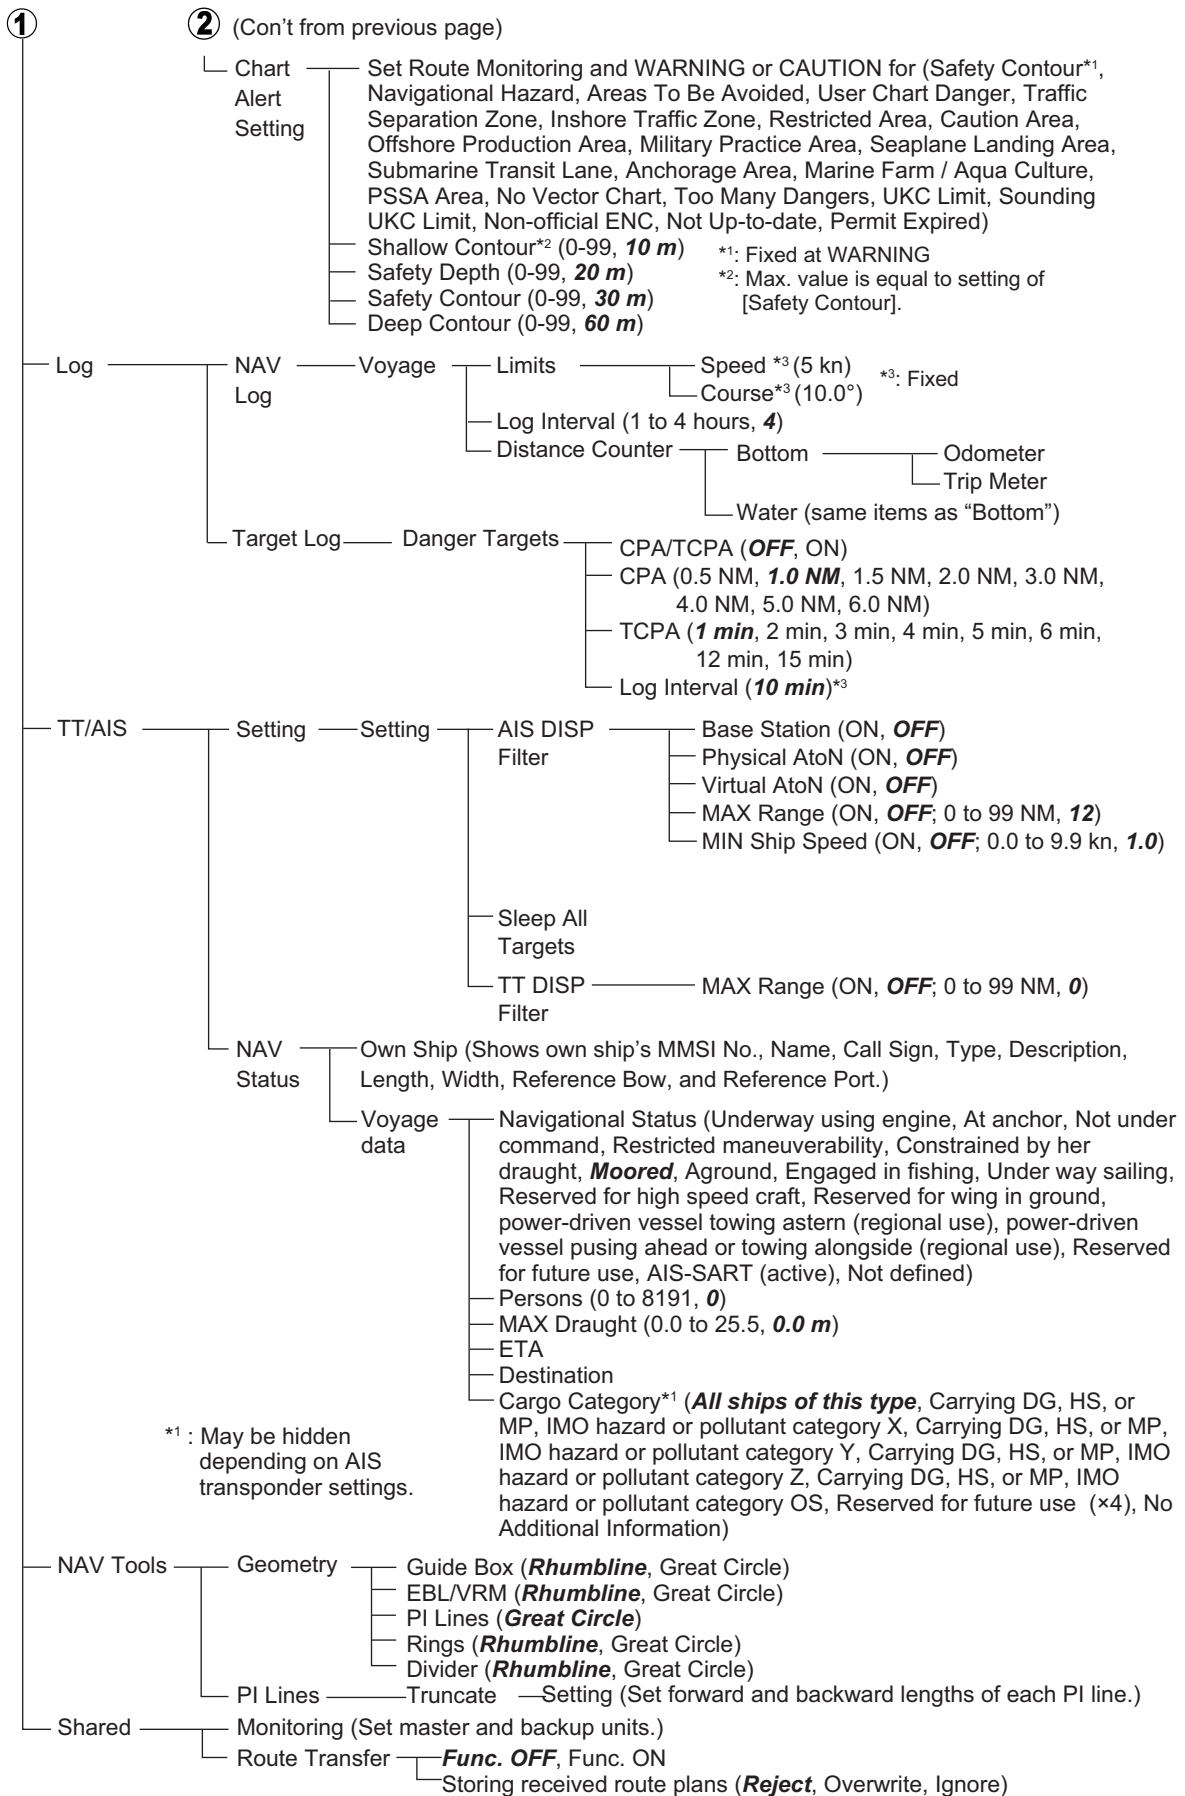 1
2 (Con't from previous page)
Chart Alert Setting
Set Route Monitoring and WARNING or CAUTION for (Safety Contour*1,
Navigational Hazard, Areas To Be Avoided, User Chart Danger, Traffic
Separation Zone, Inshore Traffic Zone, Restricted Area, Caution Area,
Offshore Production Area, Military Practice Area, Seaplane Landing Area,
Submarine Transit Lane, Anchorage Area, Marine Farm / Aqua Culture,
PSSA Area, No Vector Chart, Too Many Dangers, UKC Limit, Sounding
UKC Limit, Non-official ENC, Not Up-to-date, Permit Expired)
Shallow Contour*2 (0-99, 10 m)
Safety Depth (0-99, 20 m)
Safety Contour (0-99, 30 m)
Deep Contour (0-99, 60 m)
*1: Fixed at WARNING
*2: Max. value is equal to setting of
[Safety Contour].
Log
NAV
Log
Voyage
Limits
Speed *3 (5 kn)
Course*3 (10.0°)
*3: Fixed
Log Interval (1 to 4 hours, 4)
Distance Counter
Bottom
Odometer
Trip Meter
Water (same items as “Bottom”)
Target Log
Danger Targets
CPA/TCPA (OFF, ON)
CPA (0.5 NM, 1.0 NM, 1.5 NM, 2.0 NM, 3.0 NM,
4.0 NM, 5.0 NM, 6.0 NM)
TCPA (1 min, 2 min, 3 min, 4 min, 5 min, 6 min,
12 min, 15 min)
Log Interval (10 min)*3
TT/AIS
Setting
Setting
AIS DISP
Filter
Base Station (ON, OFF)
Physical AtoN (ON, OFF)
Virtual AtoN (ON, OFF)
MAX Range (ON, OFF; 0 to 99 NM, 12)
MIN Ship Speed (ON, OFF; 0.0 to 9.9 kn, 1.0)
Sleep All
Targets
TT DISP
Filter
MAX Range (ON, OFF; 0 to 99 NM, 0)
NAV
Status
Own Ship (Shows own ship’s MMSI No., Name, Call Sign, Type, Description,
Length, Width, Reference Bow, and Reference Port.)
Voyage
data
Navigational Status (Underway using engine, At anchor, Not under
command, Restricted maneuverability, Constrained by her
draught, Moored, Aground, Engaged in fishing, Under way sailing,
Reserved for high speed craft, Reserved for wing in ground,
power-driven vessel towing astern (regional use), power-driven
vessel pusing ahead or towing alongside (regional use), Reserved
for future use, AIS-SART (active), Not defined)
Persons (0 to 8191, 0)
MAX Draught (0.0 to 25.5, 0.0 m)
ETA
Destination
Cargo Category*1 (All ships of this type, Carrying DG, HS, or
MP, IMO hazard or pollutant category X, Carrying DG, HS, or MP,
IMO hazard or pollutant category Y, Carrying DG, HS, or MP, IMO
hazard or pollutant category Z, Carrying DG, HS, or MP, IMO
hazard or pollutant category OS, Reserved for future use (×4), No
Additional Information)
*1 : May be hidden
depending on AIS
transponder settings.
NAV Tools
Geometry
Guide Box (Rhumbline, Great Circle)
EBL/VRM (Rhumbline, Great Circle)
PI Lines (Great Circle)
Rings (Rhumbline, Great Circle)
Divider (Rhumbline, Great Circle)
PI Lines
Truncate
Setting (Set forward and backward lengths of each PI line.)
Shared
Monitoring (Set master and backup units.)
Route Transfer
Func. OFF, Func. ON
Storing received route plans (Reject, Overwrite, Ignore)